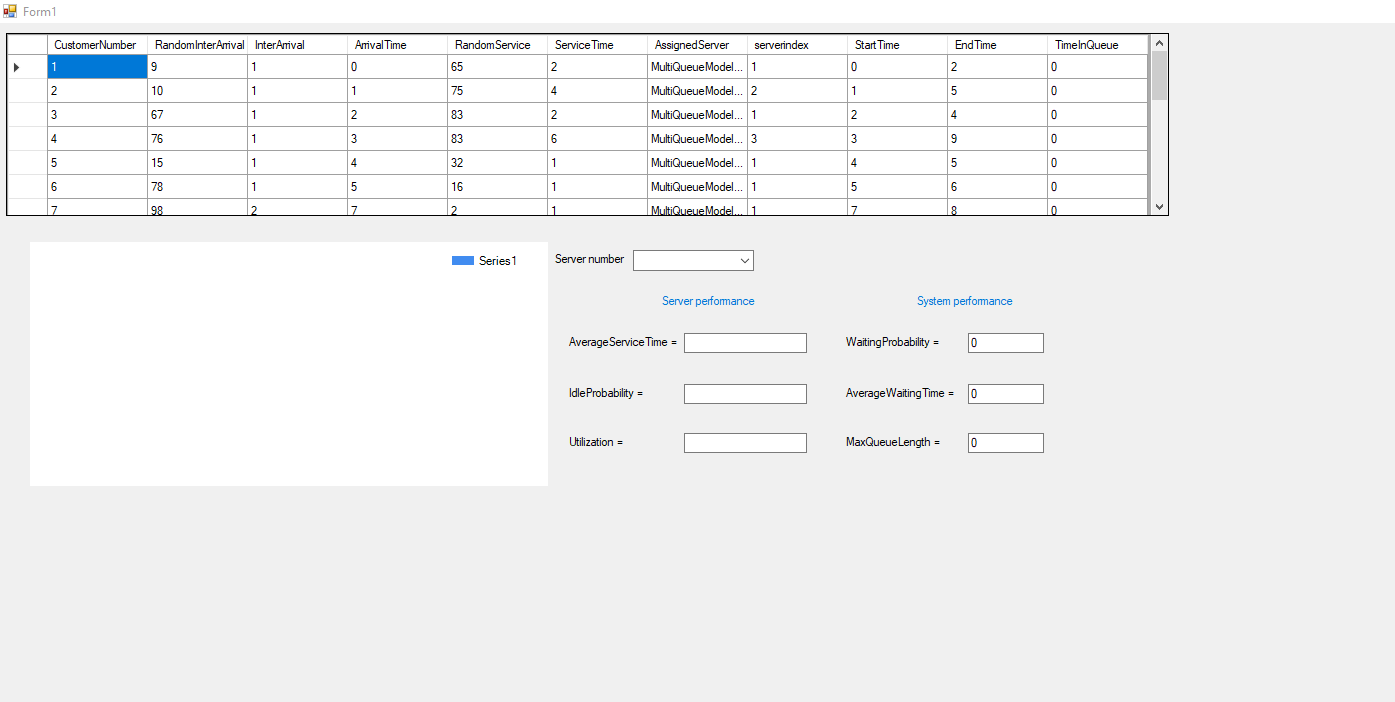 Form1
CustomerNumber RandomInterArrival InterArrival ArrivalTime RandomService ServiceTime AssignedServer serverindex StartTime EndTime TimeInQueue
1 9 1 0 65 2 MultiQueueModel... 1 0 2 0
2 10 1 1 75 4 MultiQueueModel... 2 1 5 0
3 67 1 2 83 2 MultiQueueModel... 1 2 4 0
4 76 1 3 83 6 MultiQueueModel... 3 3 9 0
5 15 1 4 32 1 MultiQueueModel... 1 4 5 0
6 78 1 5 16 1 MultiQueueModel... 1 5 6 0
7 98 2 7 2 1 MultiQueueModel... 1 7 8 0
Series1
Server number
Server performance System performance
AverageServiceTime = WaitingProbability = 0
IdleProbability = AverageWaitingTime = 0
Utilization = MaxQueueLength = 0